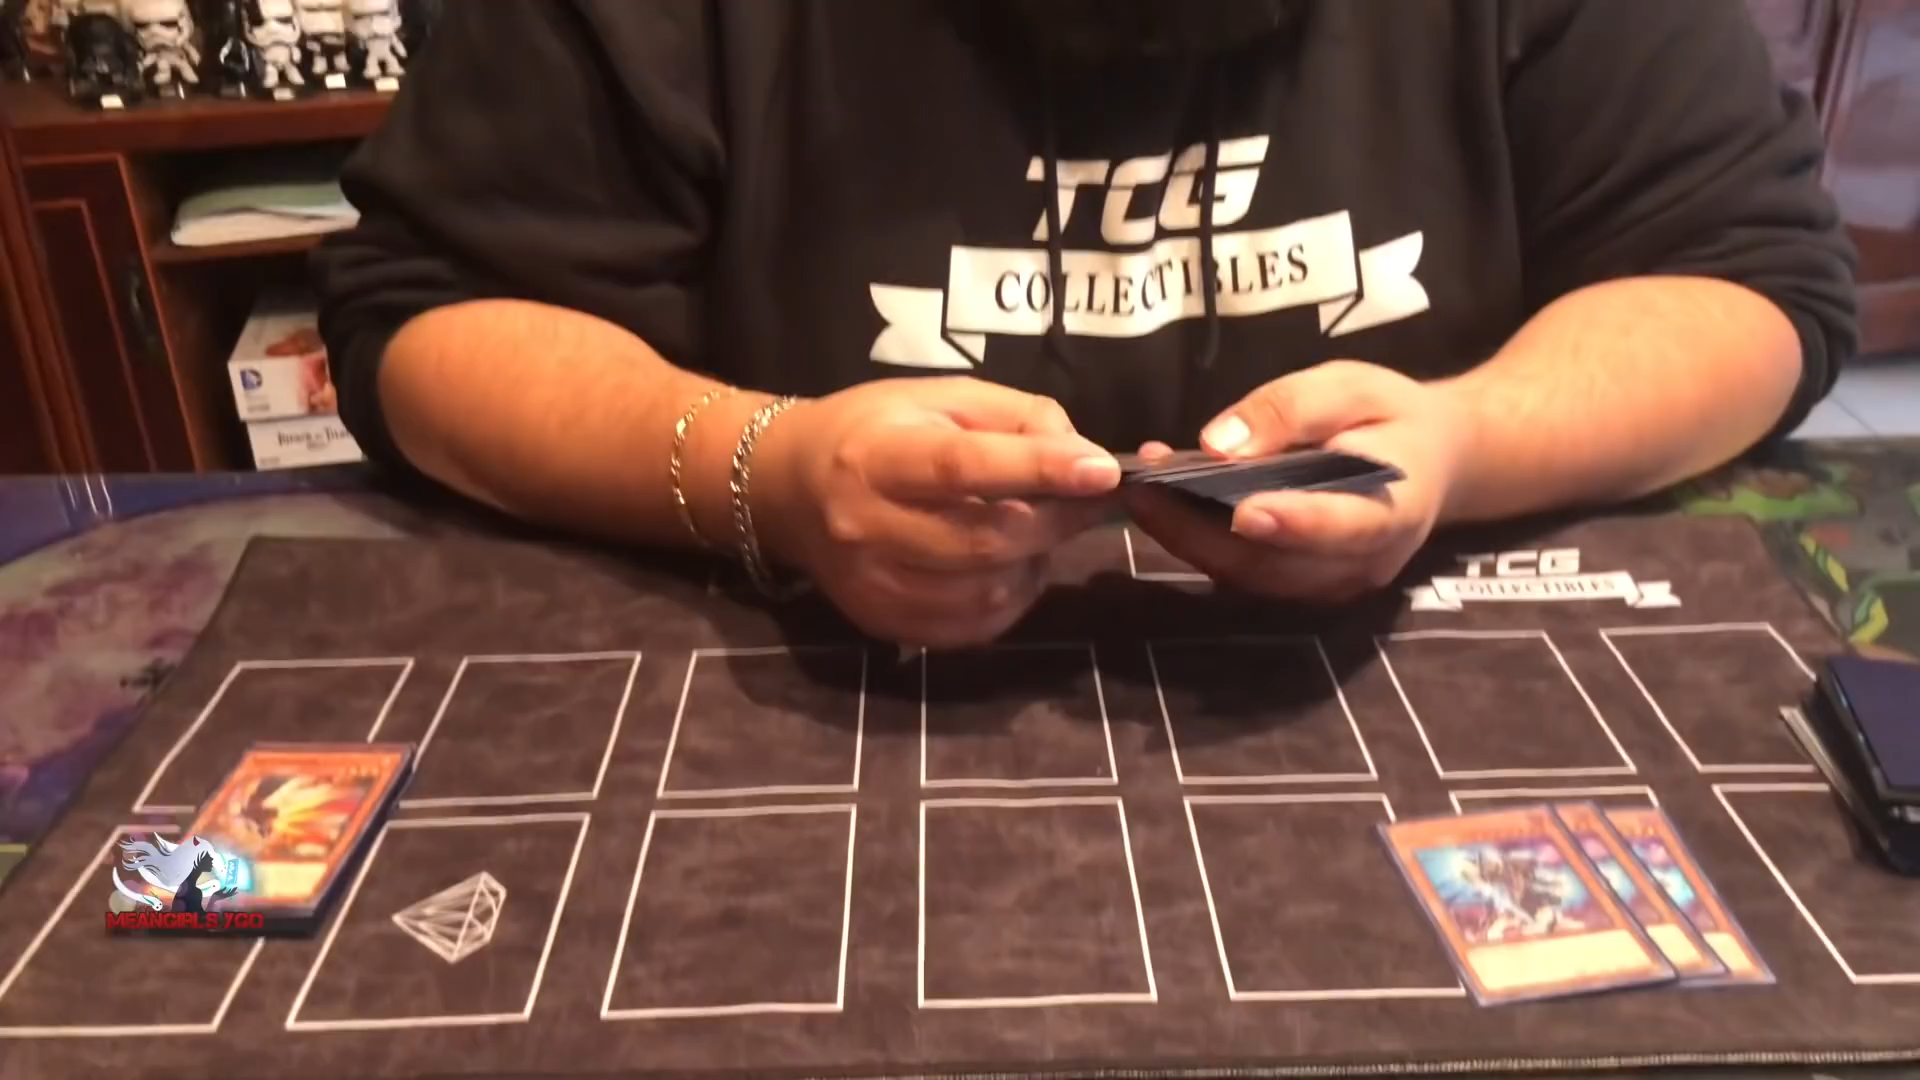 TCG
COLLECTIBLES
TCG
COLLECTIBLES
MEANGIRLS YGO